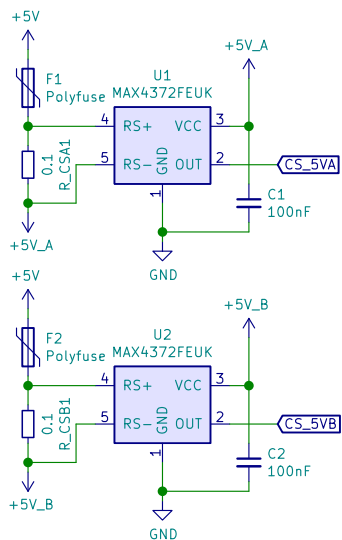 +5V
+5V_A
F1
Polyfuse
U1
MAX4372FEUK
4
RS+
VCC
3
0.1
R_CSA1
5
RS-
GND
OUT
2
CS_5VA
1
C1
100nF
+5V_A
GND
+5V
+5V_B
F2
Polyfuse
U2
MAX4372FEUK
4
RS+
VCC
3
0.1
R_CSB1
5
RS-
GND
OUT
2
CS_5VB
1
C2
100nF
+5V_B
GND